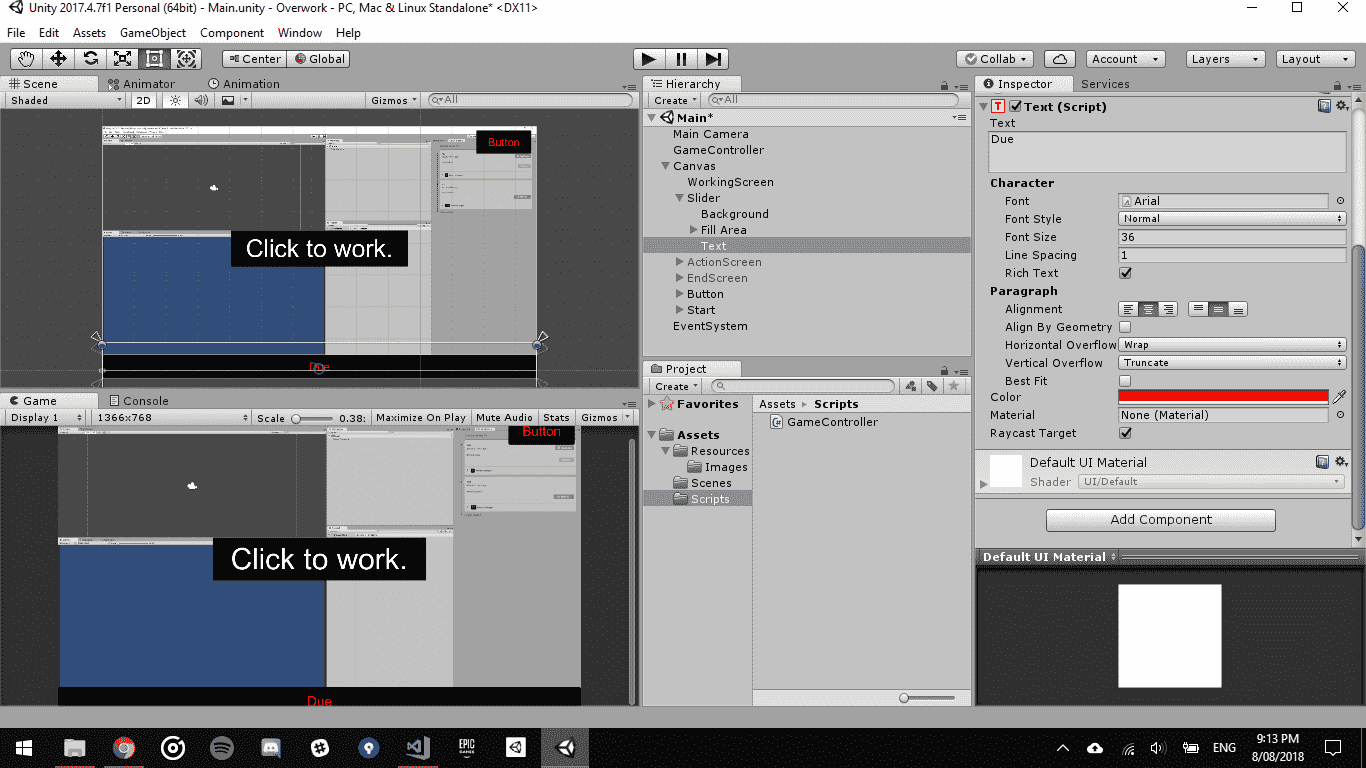 Unity 2017.4.7f1 Personal (64bit) - Main.unity - Overwork - PC, Mac & Linux Standalone* <DX11>
File Edit Assets GameObject Component Window Help
Center Global Collab Account Layers Layout
Scene Animator Animation
Shaded 2D Gizmos All
Button
Click to work.
Due
Game Console
Display 1 1366x768 Scale 0.38: Maximize On Play Mute Audio Stats Gizmos
Button
Click to work.
Due
Hierarchy
Create All
Main*
Main Camera
GameController
Canvas
WorkingScreen
Slider
Background
Fill Area
Text
ActionScreen
EndScreen
Button
Start
EventSystem
Project
Create
Favorites
Assets
Resources
Images
Scenes
Scripts
Assets Scripts
GameController
Inspector Services
Text (Script)
Text
Due
Character
Font Arial
Font Style Normal
Font Size 36
Line Spacing 1
Rich Text
Paragraph
Alignment
Align By Geometry
Horizontal Overflow Wrap
Vertical Overflow Truncate
Best Fit
Color
Material None (Material)
Raycast Target
Default UI Material
Shader UI/Default
Add Component
Default UI Material
EPIC
GAMES
ENG
9:13 PM
8/08/2018